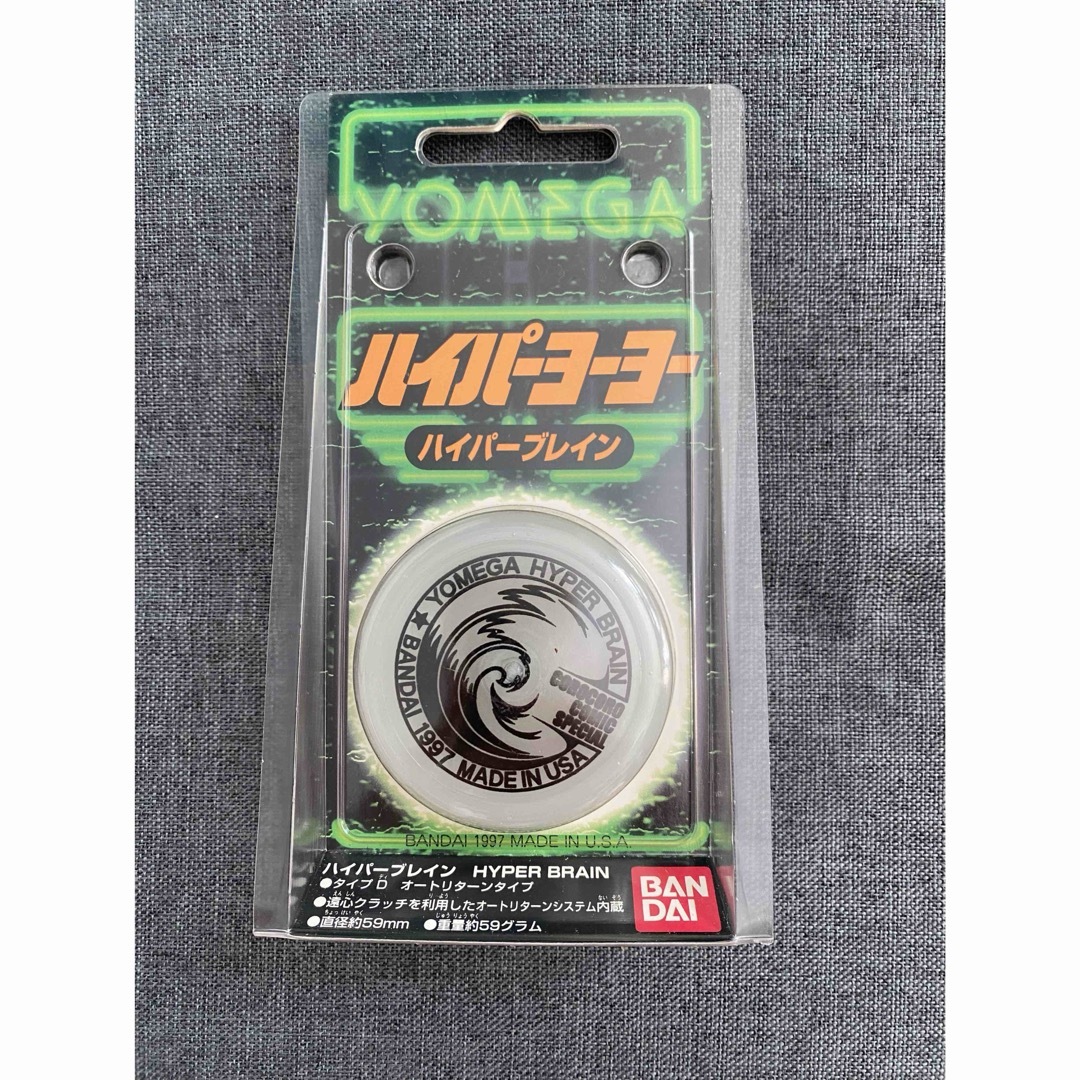 YOMEGA
ハイパーヨーヨー
ハイパーブレイン
★ YOMEGA HYPER BRAIN
COROCORO
COMIC
SPECIAL
BANDAI 1997 MADE IN USA
BANDAI 1997 MADE IN U.S.A.
ハイパーブレイン HYPER BRAIN
●タイプD オートリターンタイプ
●遠心クラッチを利用したオートリターンシステム内蔵
●直径約59mm ●重量約59グラム
BAN
DAI